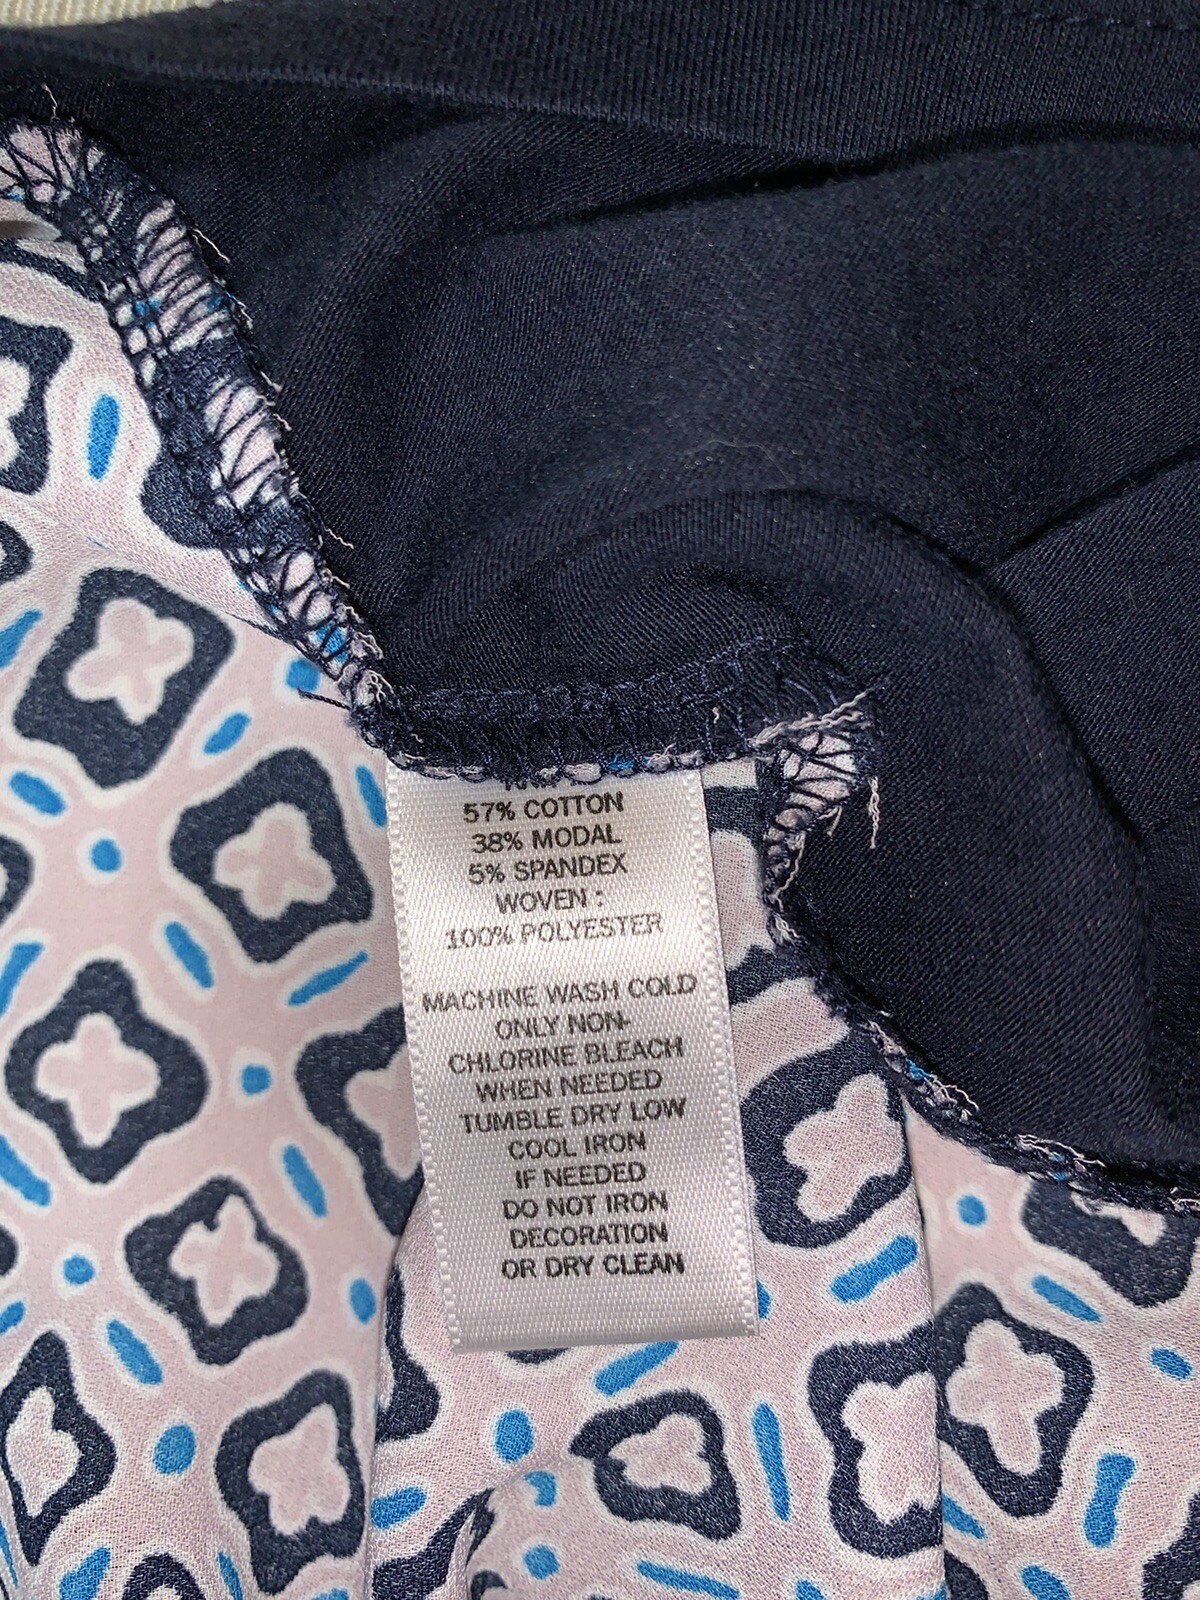 57% COTTON
38% MODAL
5% SPANDEX
WOVEN :
100% POLYESTER
MACHINE WASH COLD
ONLY NON-
CHLORINE BLEACH
WHEN NEEDED
TUMBLE DRY LOW
COOL IRON
IF NEEDED
DO NOT IRON
DECORATION
OR DRY CLEAN